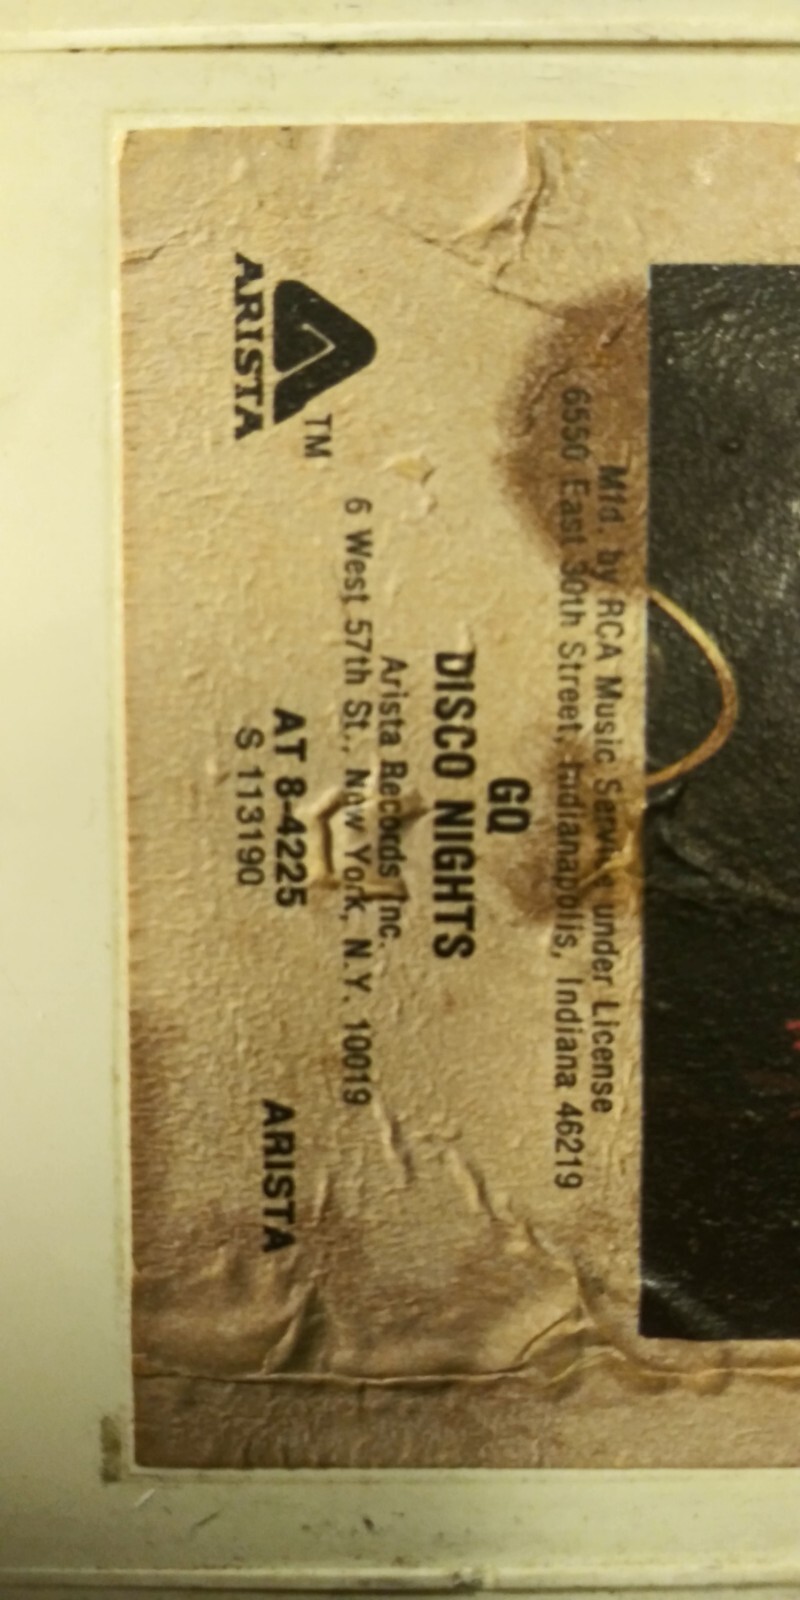 Mfd. by RCA Music Service under License
6550 East 30th Street, Indianapolis, Indiana 46219
GQ
DISCO NIGHTS
Arista Records, Inc.
6 West 57th St., New York, N.Y. 10019
TM
ARISTA
AT 8-4225
S 113190
ARISTA